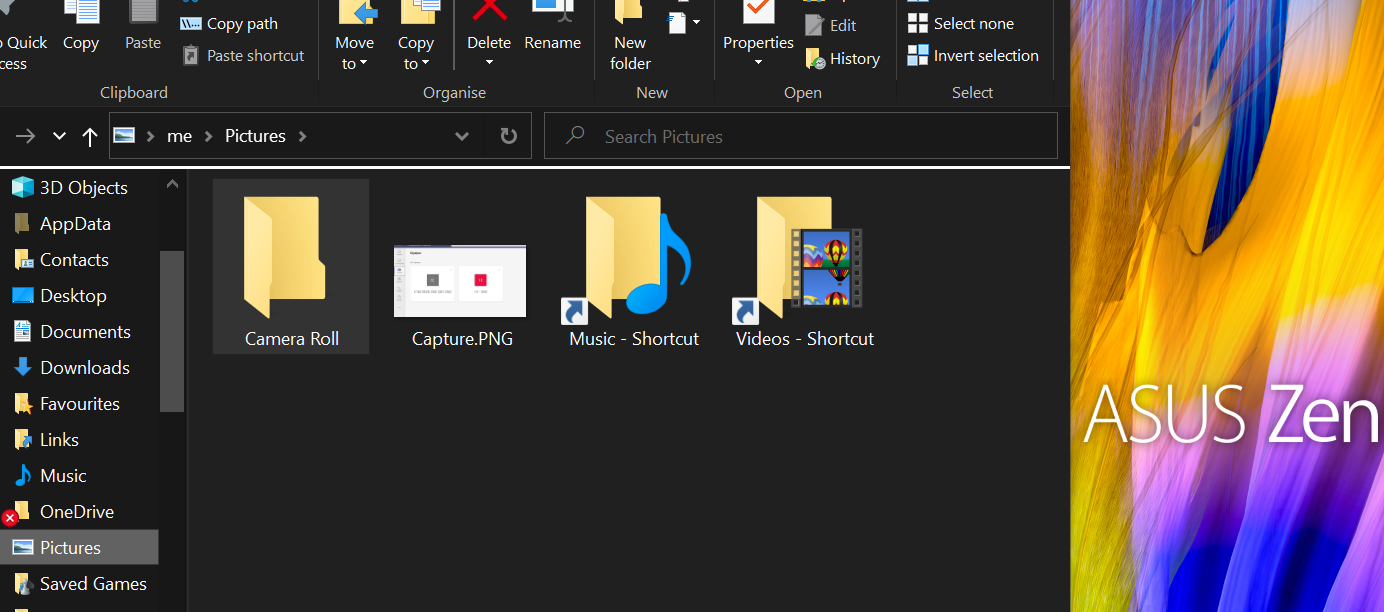 Quick
Copy
Paste
Copy path
Paste shortcut
Clipboard
Move
to
Copy
to
Delete
Rename
Organise
New
folder
New
Properties
Edit
History
Open
Select none
Invert selection
Select
me
Pictures
Search Pictures
3D Objects
AppData
Contacts
Desktop
Documents
Downloads
Favourites
Links
Music
OneDrive
Pictures
Saved Games
Camera Roll
Capture.PNG
Music - Shortcut
Videos - Shortcut
ASUS Zen